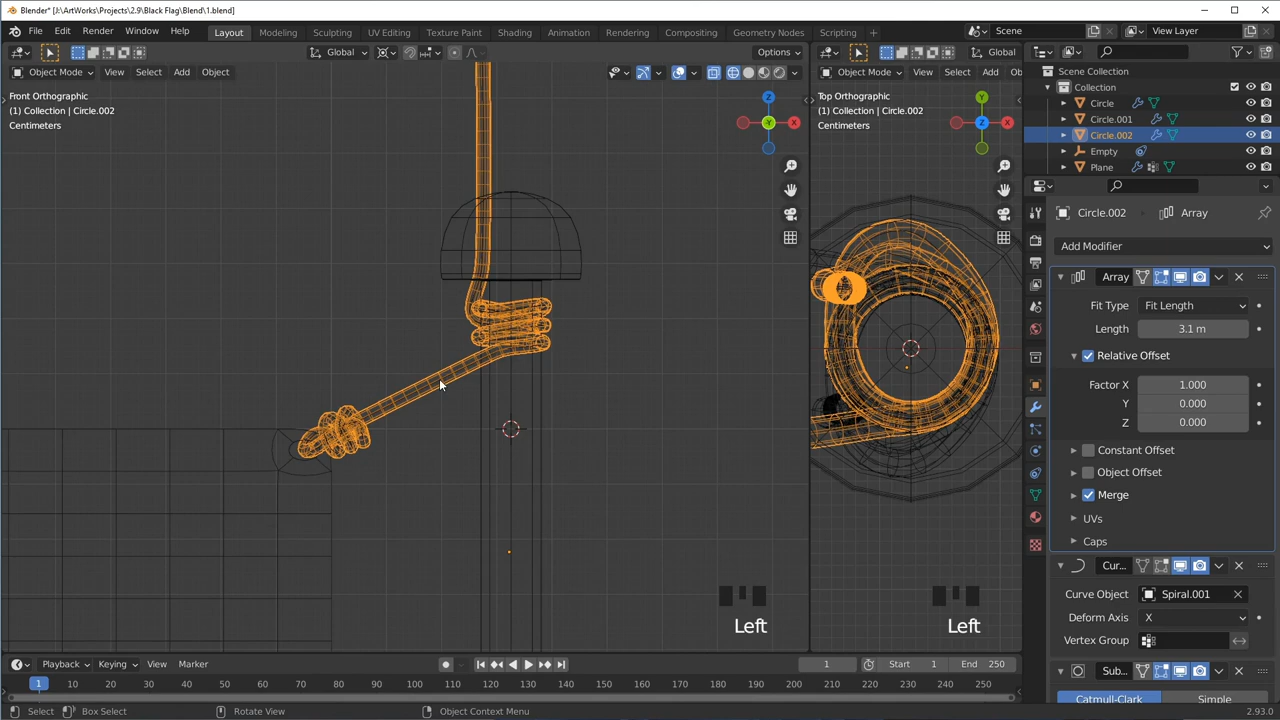 Blender* [J:\ArtWorks\Projects\2.9\Black Flag\Blend\1.blend]
File Edit Render Window Help Layout Modeling Sculpting UV Editing Texture Paint Shading Animation Rendering Compositing Geometry Nodes Scripting + Scene View Layer
Global Options Global
Object Mode View Select Add Object Object Mode View Select Add Ob Scene Collection
Collection
Front Orthographic Top Orthographic Circle
(1) Collection | Circle.002 (1) Collection | Circle.002 Circle.001
Centimeters Centimeters Circle.002
Z X Y Y Z X
Empty
Plane
Circle.002 Array
Add Modifier
Array
Fit Type Fit Length
Length 3.1 m
Relative Offset
Factor X 1.000
Y 0.000
Z 0.000
Constant Offset
Object Offset
Merge
UVs
Caps
Cur...
Curve Object Spiral.001
Deform Axis X
Vertex Group
Left Left
Playback Keying View Marker 1 Start 1 End 250 Sub...
1 10 20 30 40 50 60 70 80 90 100 110 120 130 140 150 160 170 180 190 200 210 220 230 240 250 Catmull-Clark Simple
Select Box Select Rotate View Object Context Menu 2.93.0